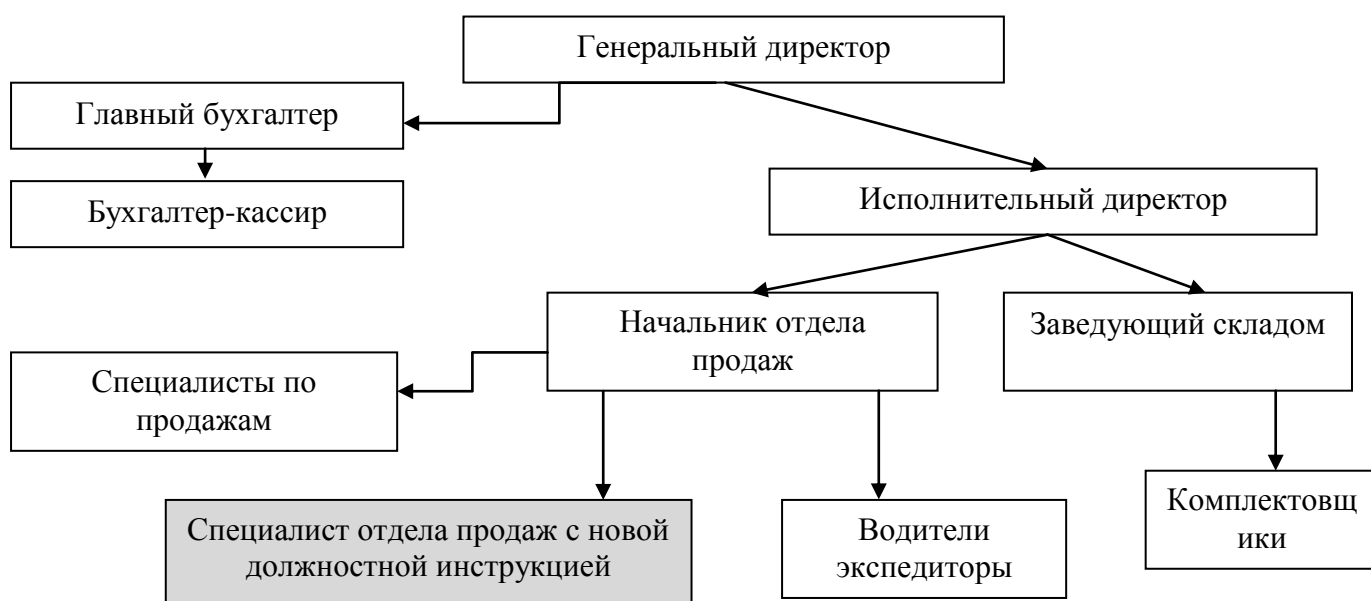 Генеральный директор
Главный бухгалтер
Бухгалтер-кассир
Исполнительный директор
Начальник отдела
продаж
Заведующий складом
Специалисты по
продажам
Специалист отдела продаж с новой
должностной инструкцией
Водители
экспедиторы
Комплектовщ
ики